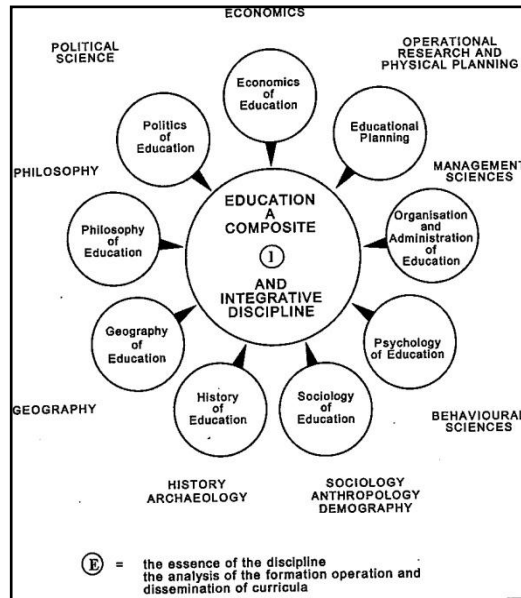 ECONOMICS
POLITICAL
SCIENCE
OPERATIONAL
RESEARCH
AND PHYSICAL PLANNING
Economics
of
Education
Politics
of
Education
Educational
Planning
PHILOSOPHY
MANAGEMENT
SCIENCES
EDUCATION
A
COMPOSITE
1
AND
INTEGRATIVE
DISCIPLINE
Philosophy
of
Education
Organisation
and
Administration
of
Education
Geography
of
Education
Psychology
of Education
History
of
Education
Sociology
of
Education
GEOGRAPHY
BEHAVIOURAL
SCIENCES
HISTORY
ARCHAEOLOGY
SOCIOLOGY
ANTHROPOLOGY
DEMOGRAPHY
E = the essence of the discipline
the analysis of the formation operation and
dissemination of curricula